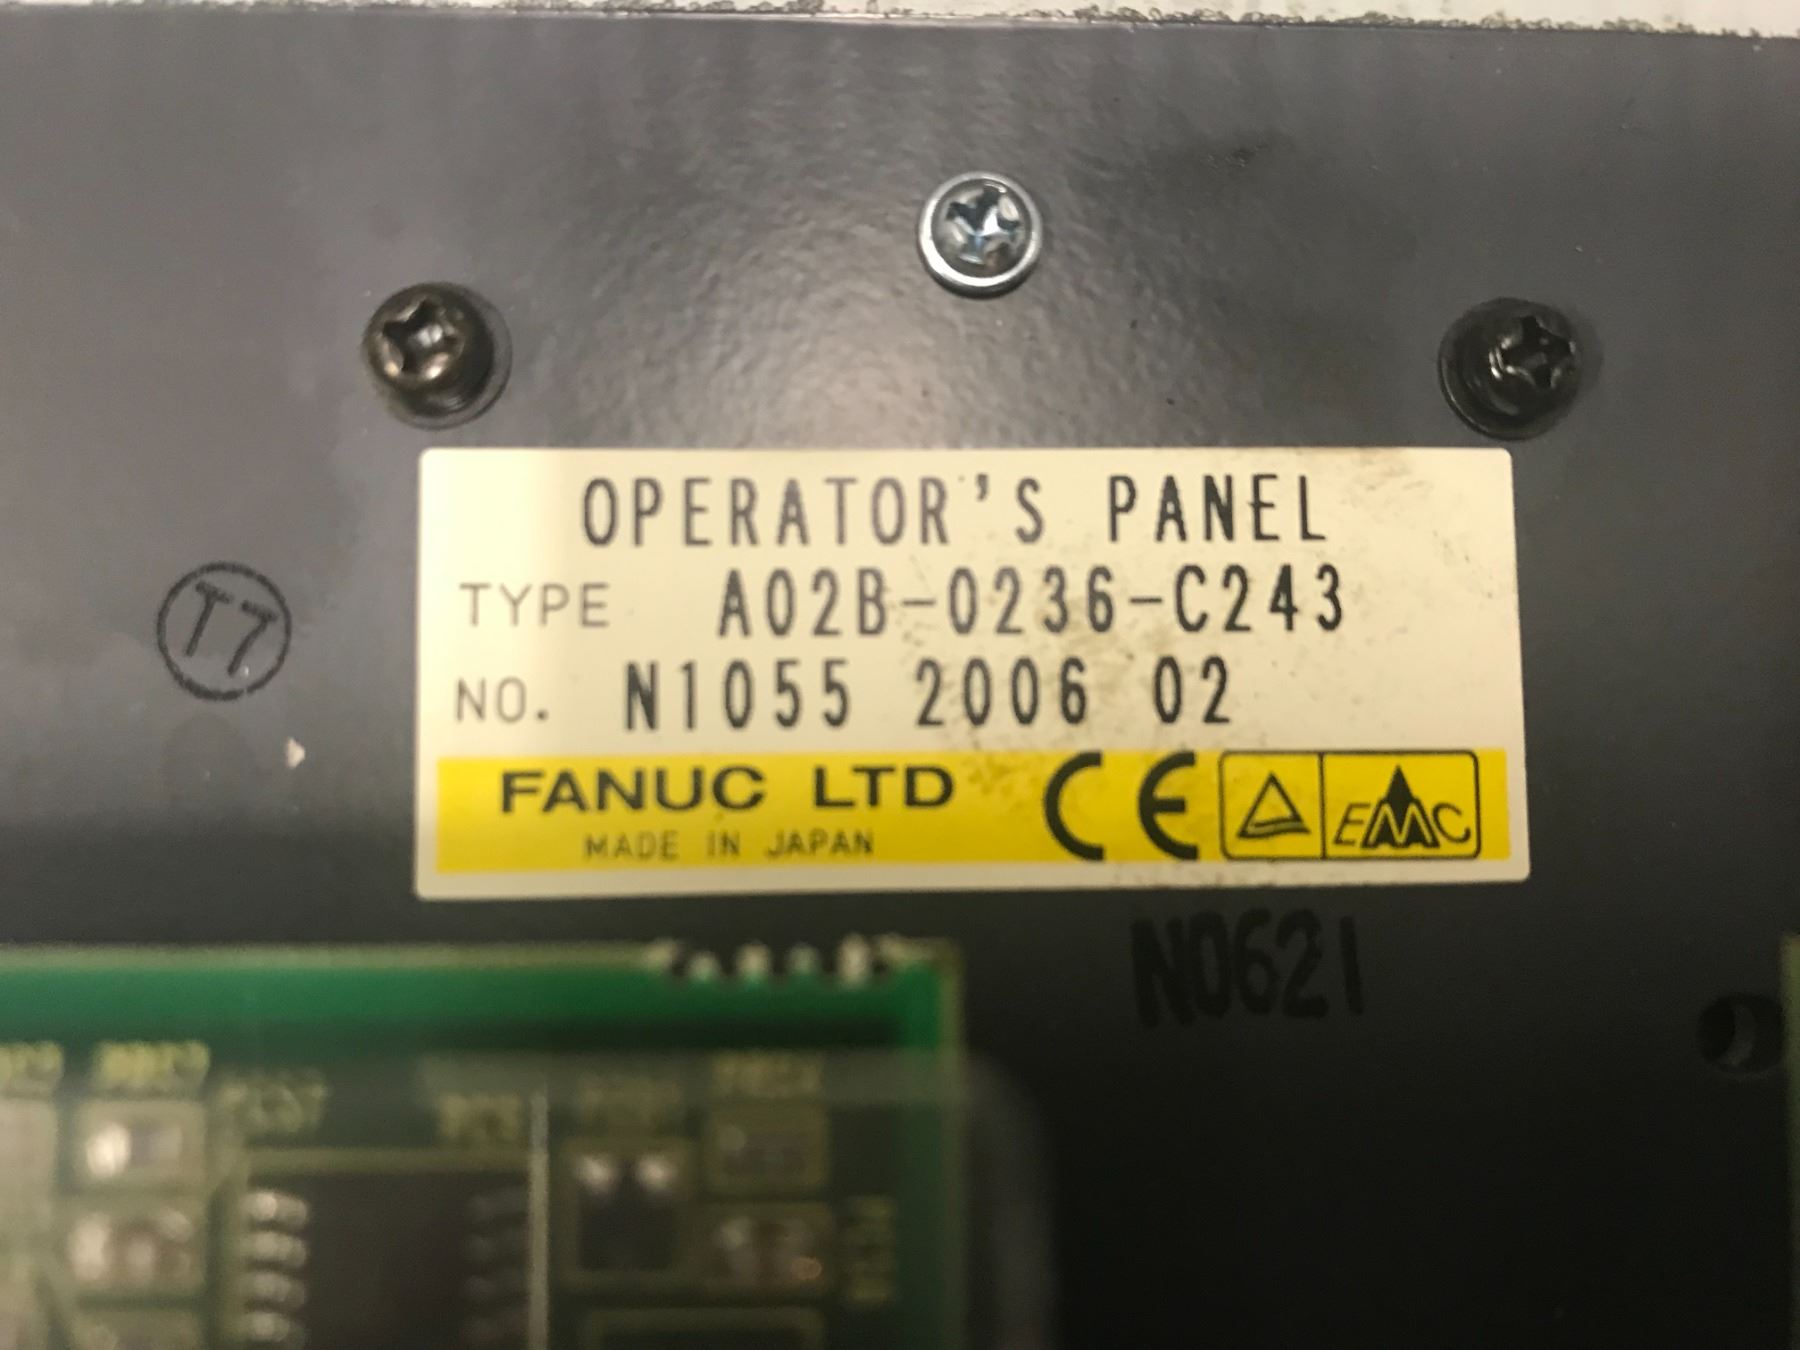 OPERATOR'S PANEL
TYPE A02B-0236-C243
T7
NO. N1055 2006 02
FANUC LTD CE EMC
MADE IN JAPAN
N0621